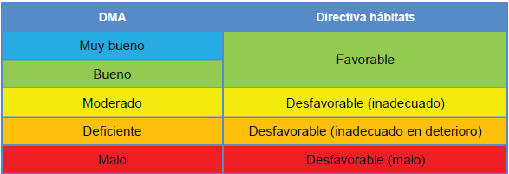 DMA Directiva hábitats
Muy bueno
Favorable
Bueno
Moderado Desfavorable (inadecuado)
Deficiente Desfavorable (inadecuado en deterioro)
Malo Desfavorable (malo)